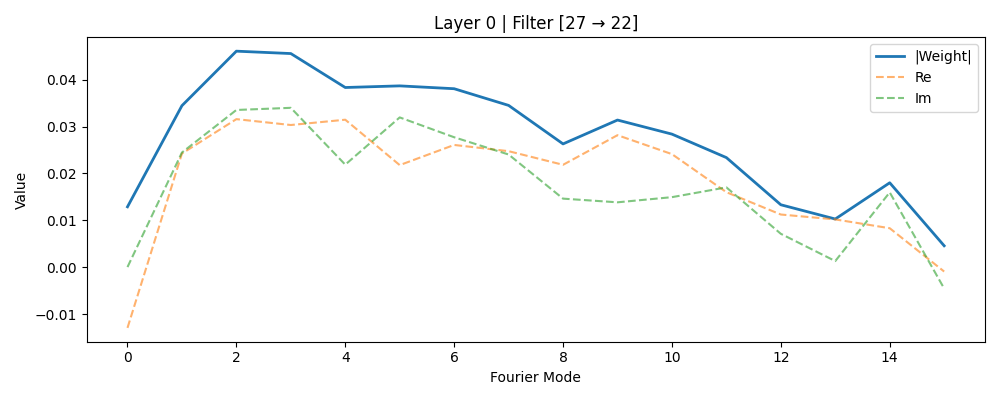 Layer 0 | Filter [27 → 22]
|Weight|
Re
Im
Value
0.04
0.03
0.02
0.01
0.00
−0.01
0 2 4 6 8 10 12 14
Fourier Mode